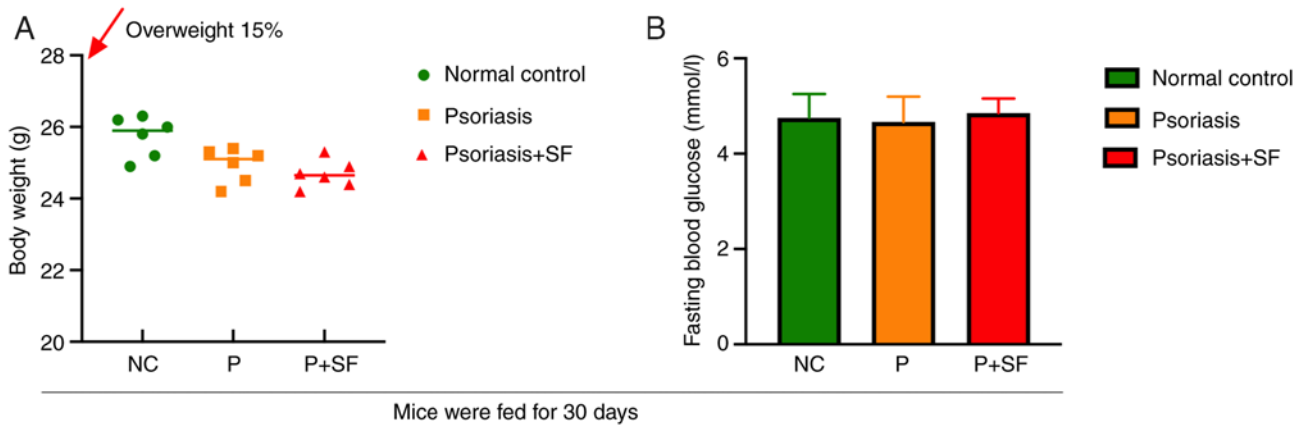 A
Overweight 15%
28
26
24
22
20
Body weight (g)
NC P P+SF
Normal control
Psoriasis
Psoriasis+SF
B
6
4
2
0
Fasting blood glucose (mmol/l)
NC P P+SF
Normal control
Psoriasis
Psoriasis+SF
Mice were fed for 30 days